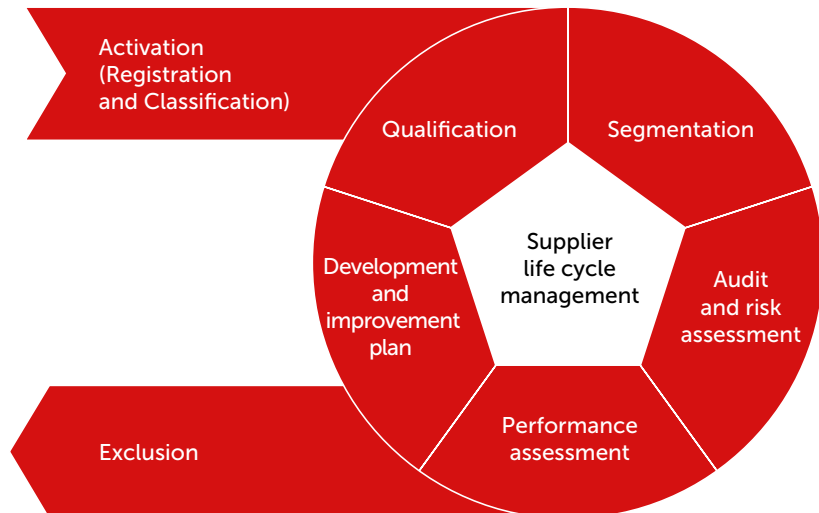 Activation
(Registration
and Classification)
Qualification
Segmentation
Supplier
life cycle
management
Development
and
improvement
plan
Audit
and risk
assessment
Performance
assessment
Exclusion